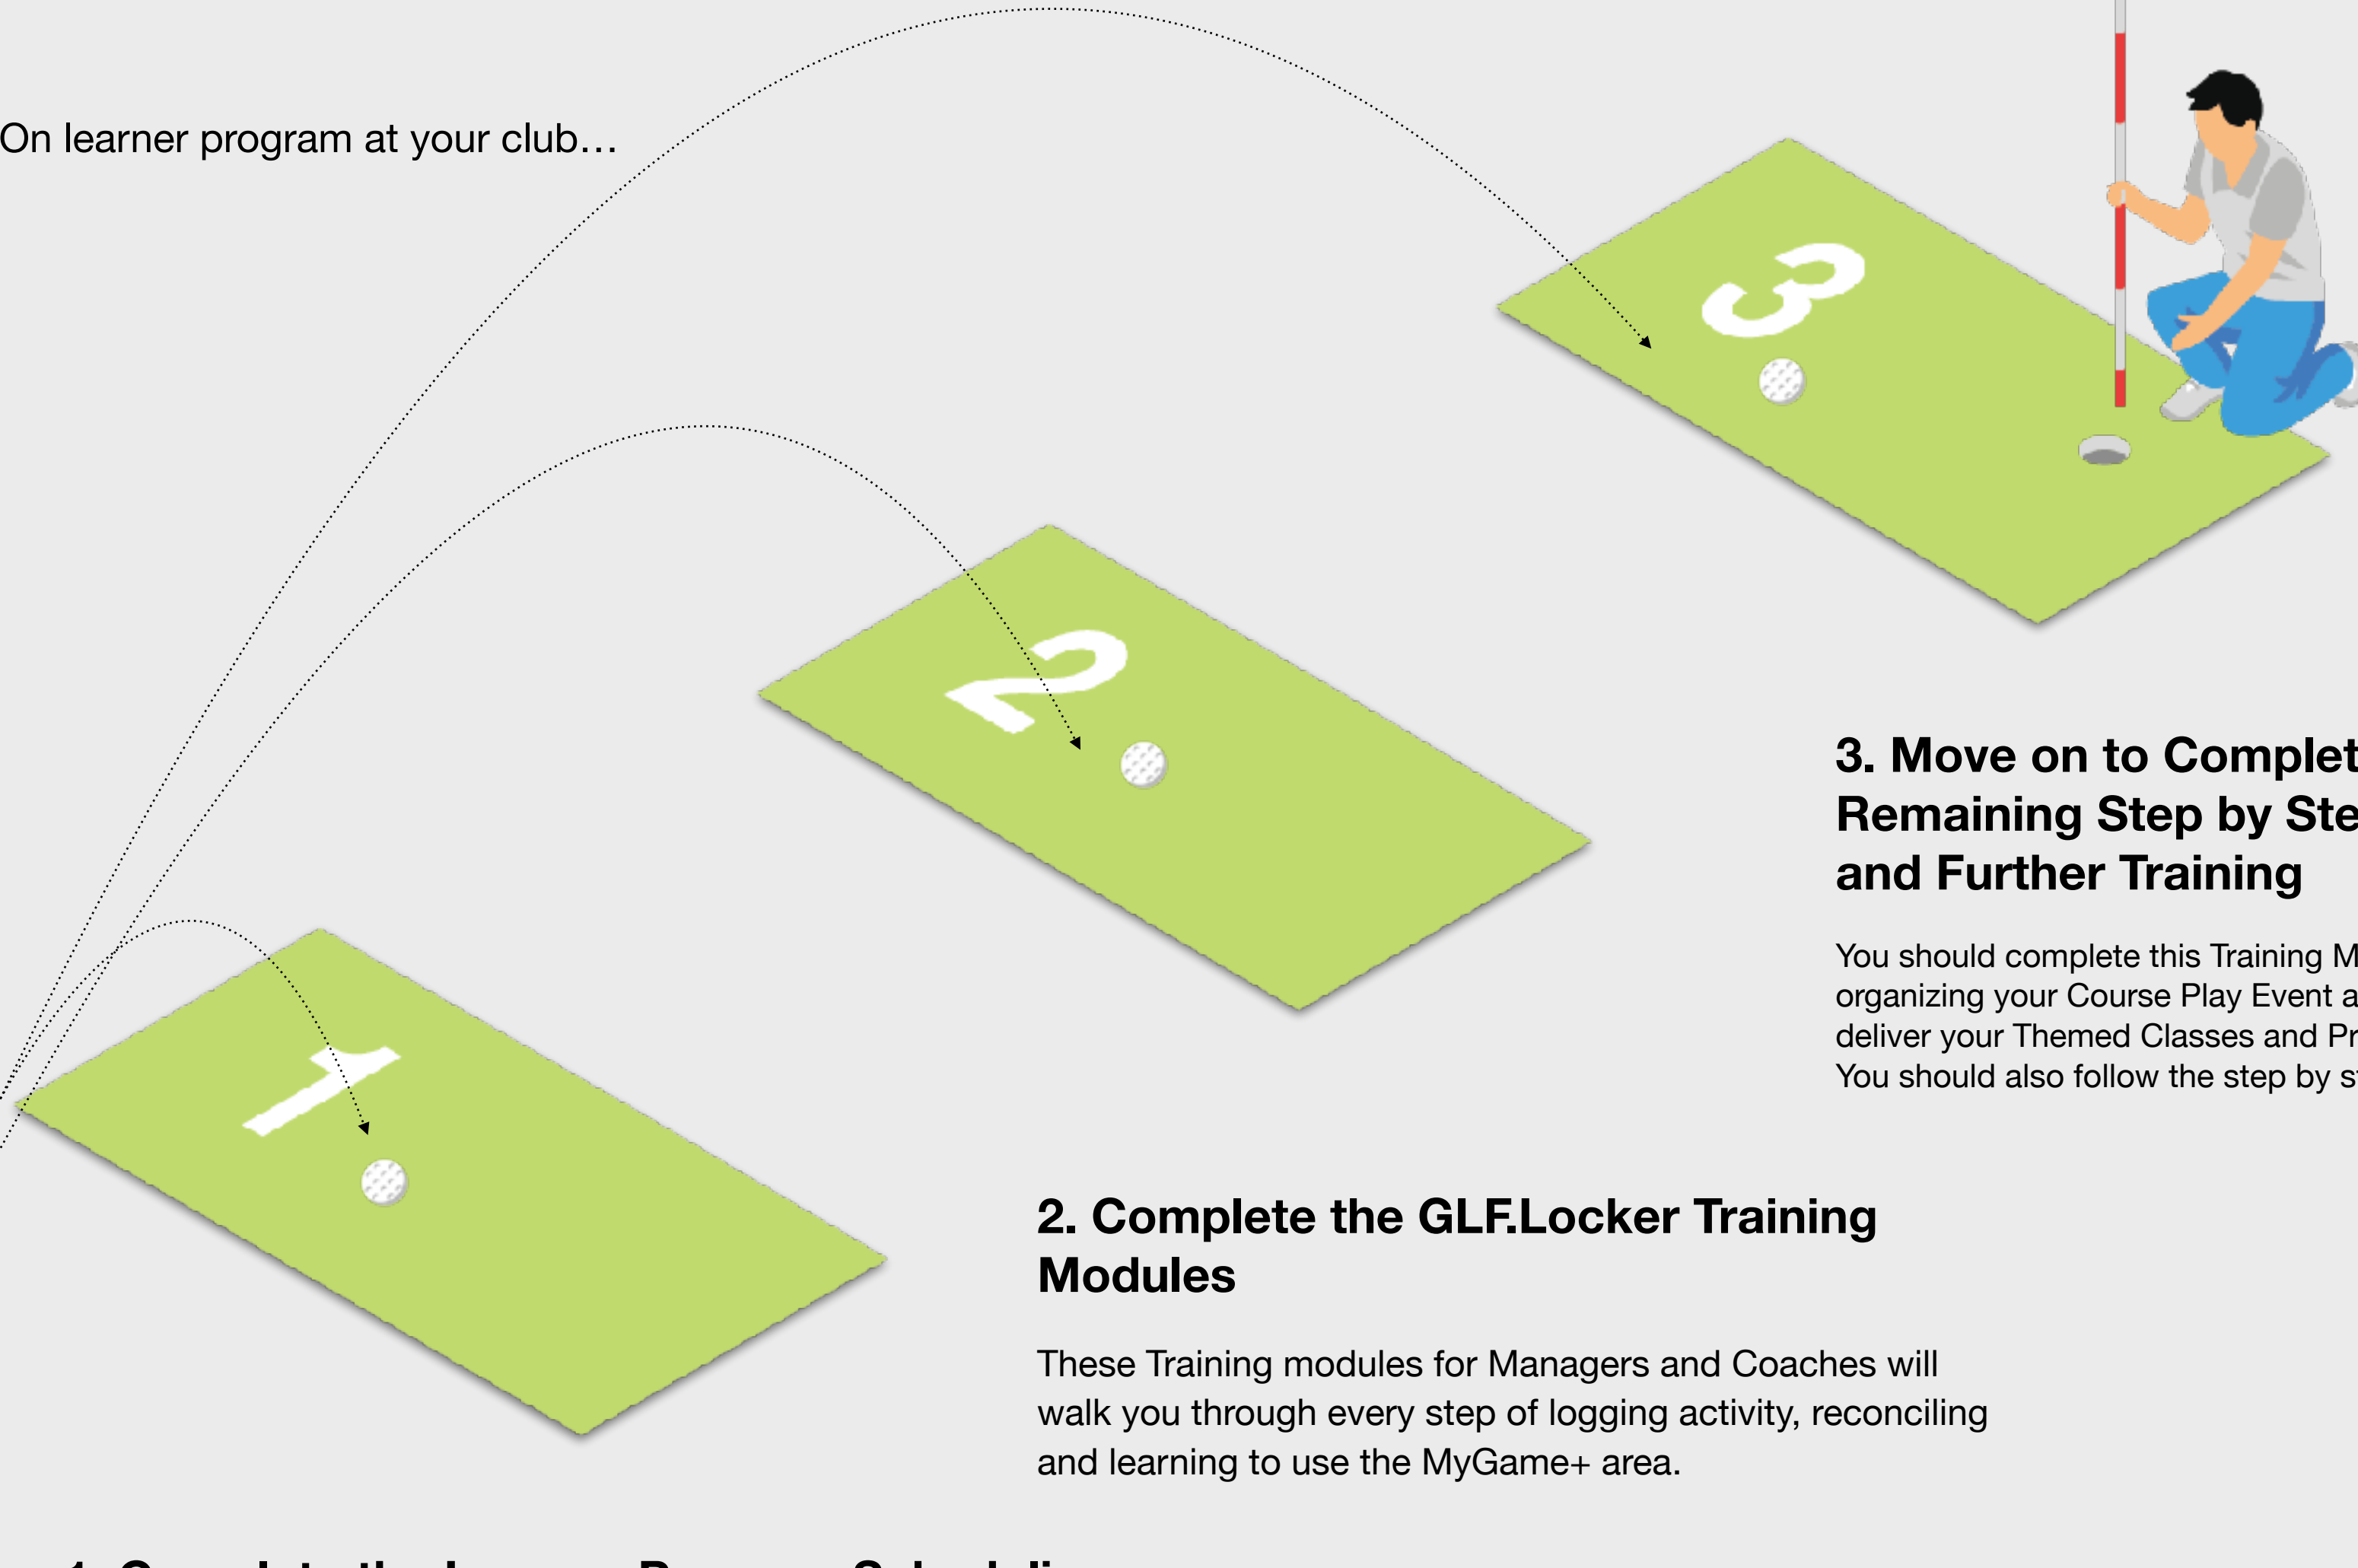 On learner program at your club…
3
2
1
3. Move on to
Remaining Step by
and Further Training
You should complete this Training
organizing your Course Play Event
deliver your Themed Classes and
You should also follow the step by
2. Complete the GLF.Locker Training
Modules
These Training modules for Managers and Coaches will
walk you through every step of logging activity, reconciling
and learning to use the MyGame+ area.